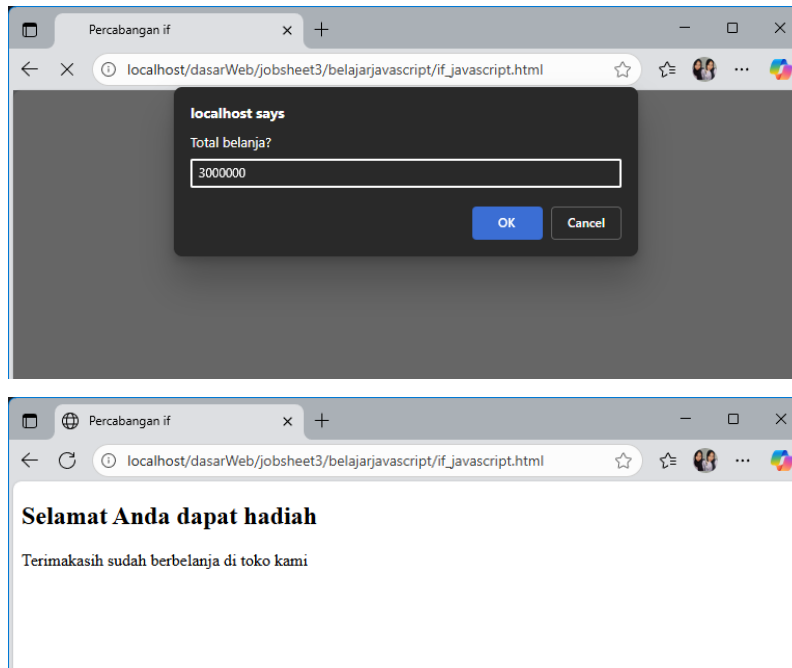 Percabangan if
localhost/dasarWeb/jobsheet3/belajarjavascript/if_javascript.html
localhost says
Total belanja?
3000000
OK
Cancel
Percabangan if
localhost/dasarWeb/jobsheet3/belajarjavascript/if_javascript.html
Selamat Anda dapat hadiah
Terimakasih sudah berbelanja di toko kami